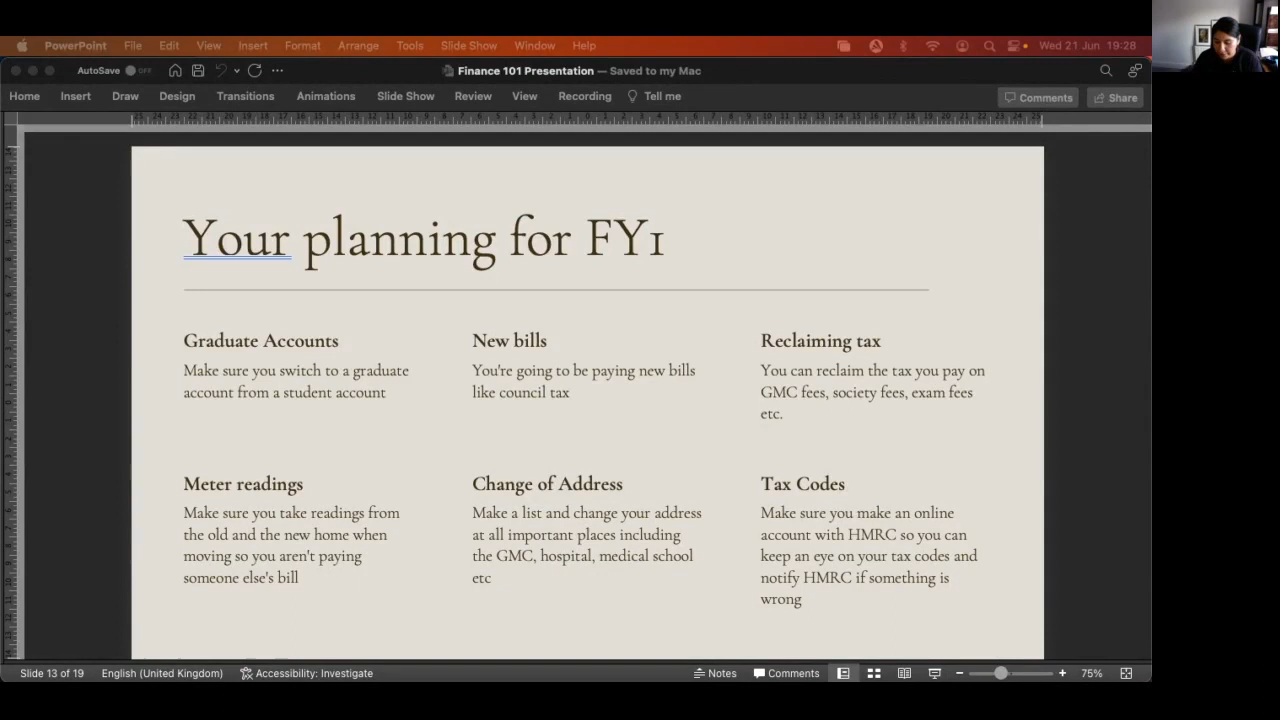 PowerPoint File Edit View Insert Format Arrange Tools Slide Show Window Help Wed 21 Jun 19:28
AutoSave OFF Finance 101 Presentation — Saved to my Mac
Home Insert Draw Design Transitions Animations Slide Show Review View Recording Tell me Comments Share
Your planning for FY1
Graduate Accounts
Make sure you switch to a graduate
account from a student account
New bills
You're going to be paying new bills
like council tax
Reclaiming tax
You can reclaim the tax you pay on
GMC fees, society fees, exam fees
etc.
Meter readings
Make sure you take readings from
the old and the new home when
moving so you aren't paying
someone else's bill
Change of Address
Make a list and change your address
at all important places including
the GMC, hospital, medical school
etc
Tax Codes
Make sure you make an online
account with HMRC so you can
keep an eye on your tax codes and
notify HMRC if something is
wrong
Slide 13 of 19 English (United Kingdom) Accessibility: Investigate Notes Comments 75%